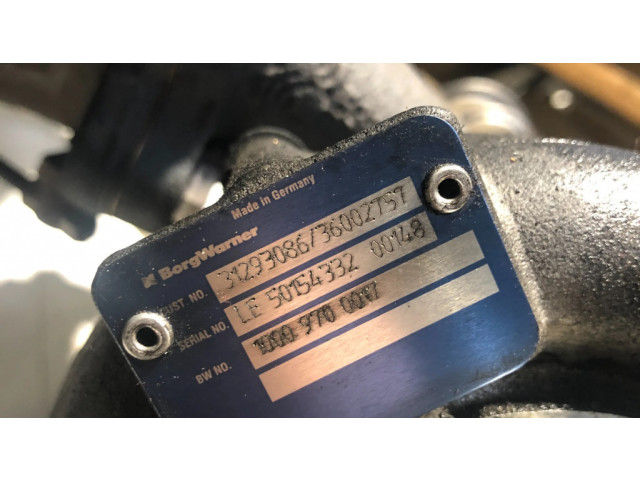 Made in Germany
BorgWarner
CUST NO. 31293086/36002757
SERIAL NO. LE 50154332 00148
BW NO. 1000 970 0017